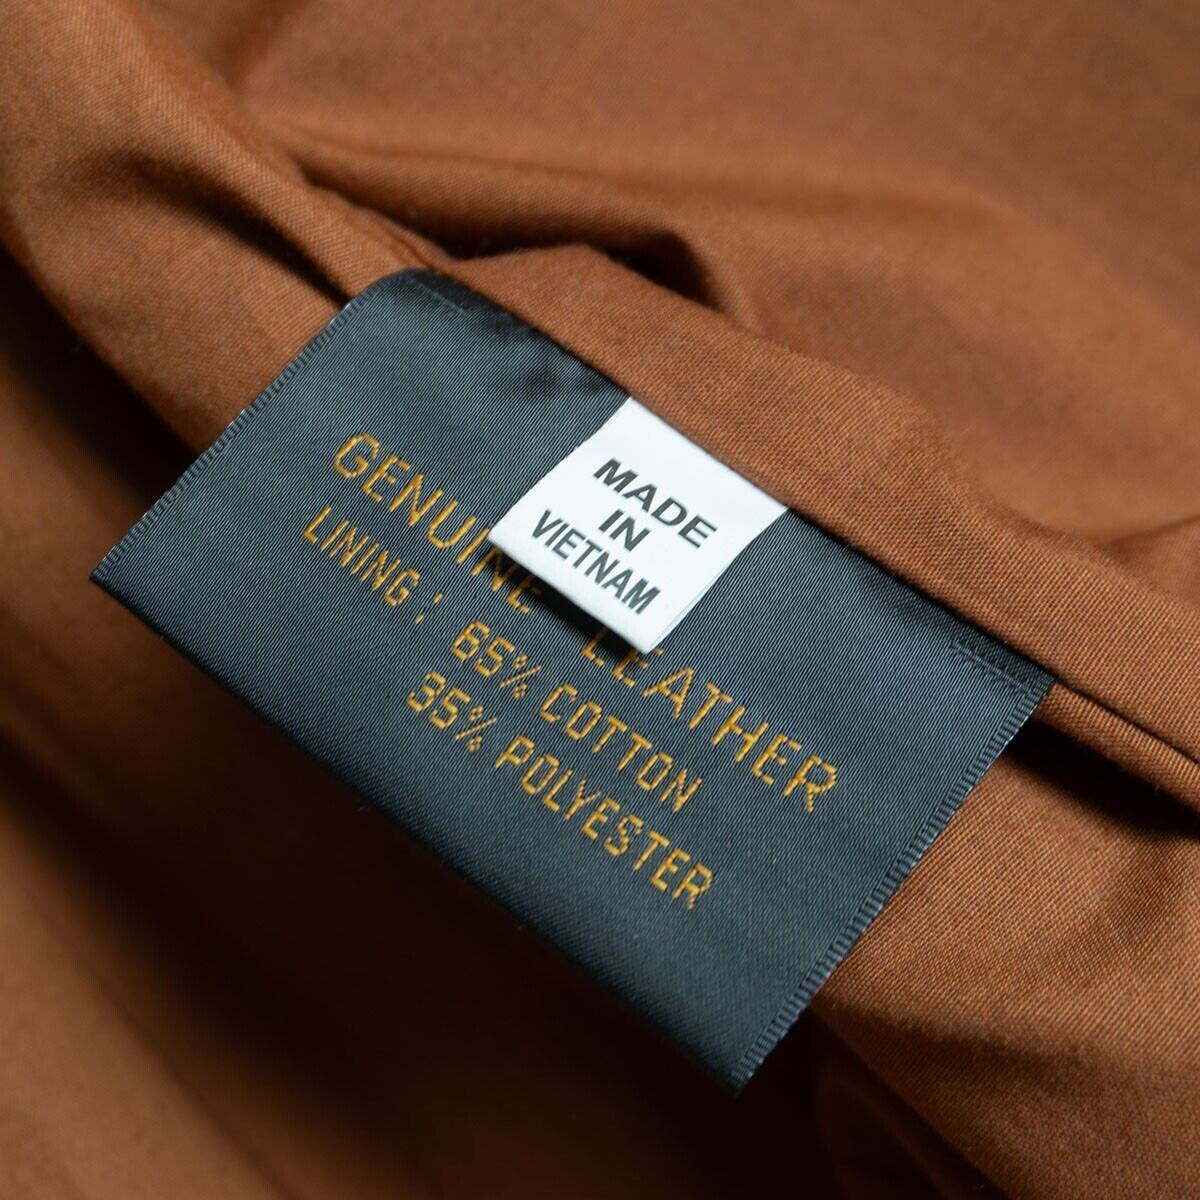 MADE
IN
VIETNAM
GENUINE LEATHER
LINING : 65% COTTON
35% POLYESTER